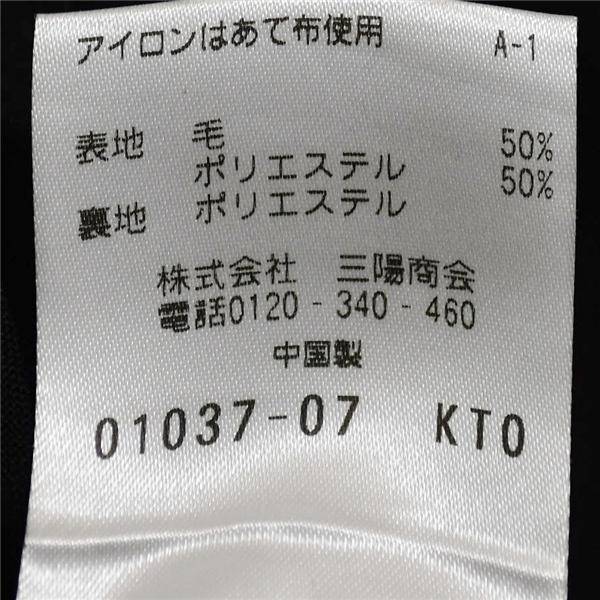 アイロンはあて布使用 A-1
表地 毛 50%
ポリエステル 50%
裏地 ポリエステル
株式会社 三陽商会
電話0120-340-460
中国製
01037-07 KTO